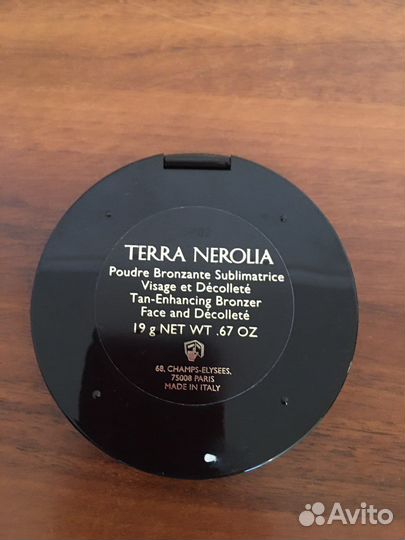 TERRA NEROLIA
Poudre Bronzante Sublimatrice
Visage et Décolleté
Tan-Enhancing Bronzer
Face and Décolleté
19 g NET WT .67 OZ
68, CHAMPS-ELYSEES,
75008 PARIS
MADE IN ITALY
Avito